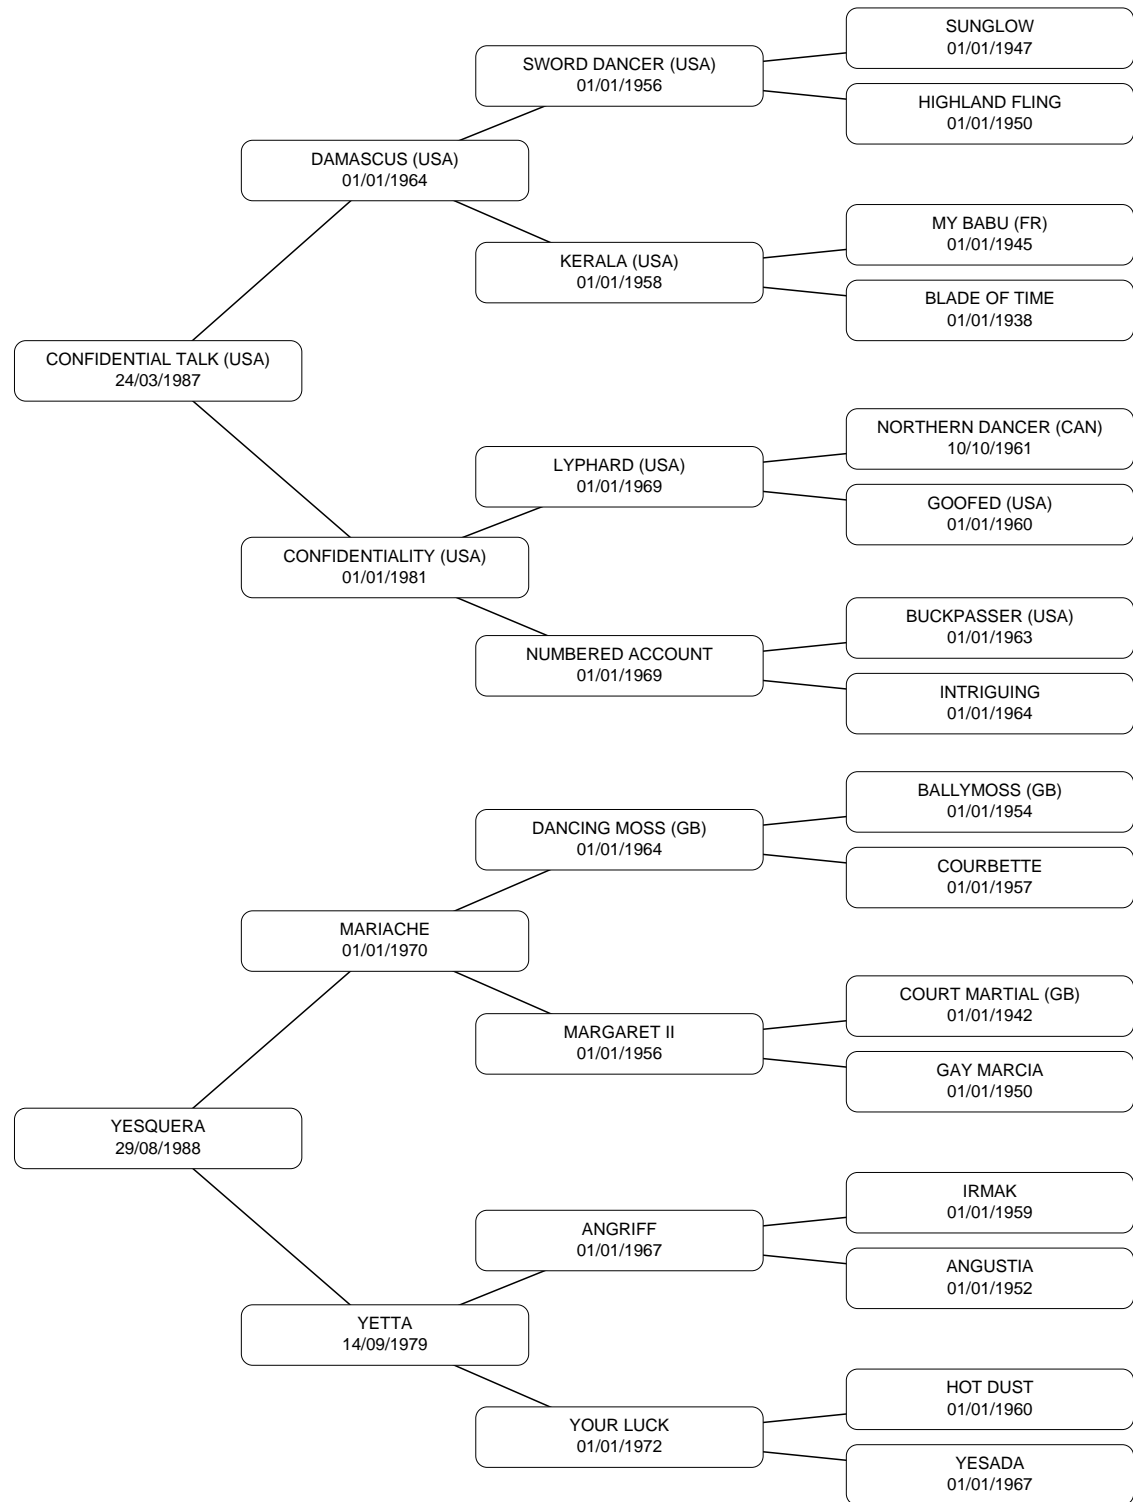 SUNGLOW
01/01/1947
SWORD DANCER (USA)
01/01/1956
HIGHLAND FLING
01/01/1950
DAMASCUS (USA)
01/01/1964
MY BABU (FR)
01/01/1945
KERALA (USA)
01/01/1958
BLADE OF TIME
01/01/1938
CONFIDENTIAL TALK (USA)
24/03/1987
NORTHERN DANCER (CAN)
10/10/1961
LYPHARD (USA)
01/01/1969
GOOFED (USA)
01/01/1960
CONFIDENTIALITY (USA)
01/01/1981
BUCKPASSER (USA)
01/01/1963
NUMBERED ACCOUNT
01/01/1969
INTRIGUING
01/01/1964
BALLYMOSS (GB)
01/01/1954
DANCING MOSS (GB)
01/01/1964
COURBETTE
01/01/1957
MARIACHE
01/01/1970
COURT MARTIAL (GB)
01/01/1942
MARGARET II
01/01/1956
GAY MARCIA
01/01/1950
YESQUERA
29/08/1988
IRMAK
01/01/1959
ANGRIFF
01/01/1967
ANGUSTIA
01/01/1952
YETTA
14/09/1979
HOT DUST
01/01/1960
YOUR LUCK
01/01/1972
YESADA
01/01/1967